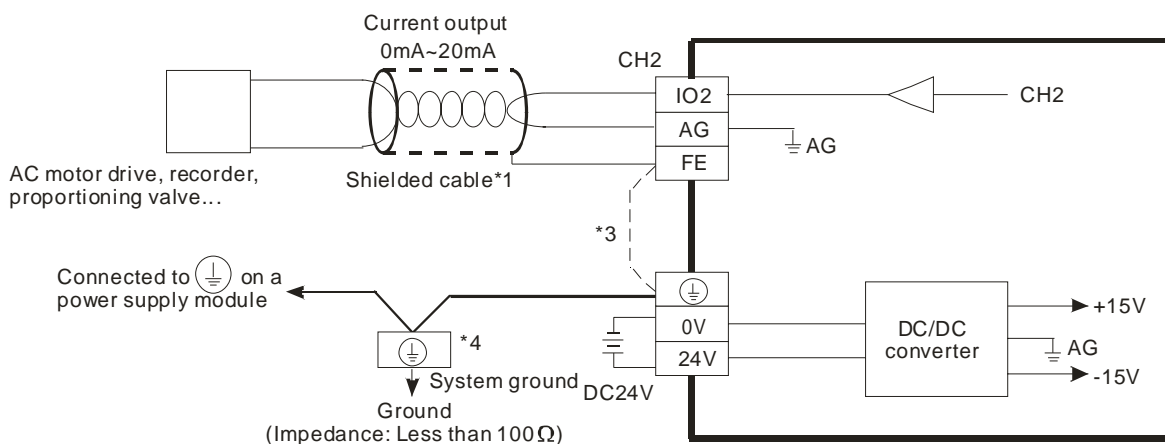 Current output
0mA~20mA
CH2
IO2
CH2
AG
AG
FE
AC motor drive, recorder,
proportioning valve...
Shielded cable*1
*3
Connected to ⏚ on a
power supply module
0V
+15V
DC/DC
converter
AG
*4
24V
-15V
System ground
DC24V
Ground
(Impedance: Less than 100Ω)